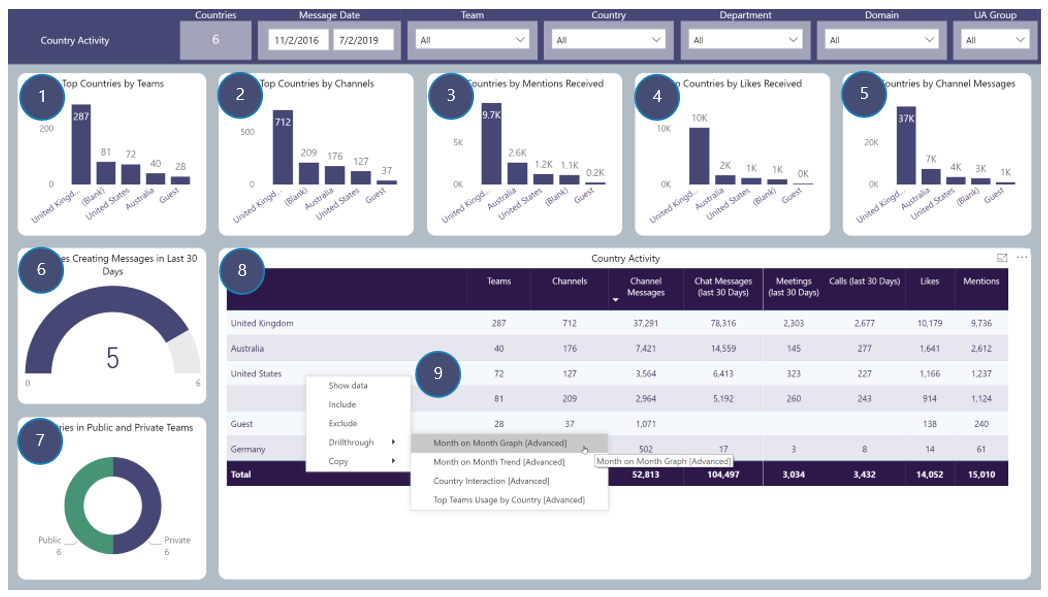 Countries
Message Date
Team
Country
Department
Domain
UA Group
Country Activity
6
11/2/2016
7/2/2019
All
All
All
All
All
1
Top Countries by Teams
200
0
287
81
72
40
28
United Kingd...
(Blank)
United States
Australia
Guest
2
Top Countries by Channels
500
0
712
209
176
127
37
United Kingd...
(Blank)
Australia
United States
Guest
3
Countries by Mentions Received
5K
0K
9.7K
2.6K
1.2K
1.1K
0.2K
United Kingd...
Australia
United States
(Blank)
Guest
4
Countries by Likes Received
10K
0K
10K
2K
1K
1K
0K
United Kingd...
Australia
United States
(Blank)
Guest
5
Countries by Channel Messages
20K
0K
37K
7K
4K
3K
1K
United Kingd...
Australia
United States
(Blank)
Guest
6
es Creating Messages in Last 30
Days
5
0
6
7
tries in Public and Private Teams
Public
6
Private
6
8
Country Activity
...
Teams
Channels
Channel
Messages
Chat Messages
(last 30 Days)
Meetings
(last 30 Days)
Calls (last 30 Days)
Likes
Mentions
United Kingdom 287 712 37,291 78,316 2,303 2,677 10,179 9,736
Australia 40 176 7,421 14,559 145 277 1,641 2,612
United States 72 127 3,564 6,413 323 227 1,166 1,237
81 209 2,964 5,192 260 243 914 1,124
Guest 28 37 1,071 138 240
Germany 502 17 3 8 14 61
Total 52,813 104,497 3,034 3,432 14,052 15,010
9
Show data
Include
Exclude
Drillthrough
Copy
Month on Month Graph [Advanced]
Month on Month Trend [Advanced]
Country Interaction [Advanced]
Top Teams Usage by Country [Advanced]
Month on Month Graph [Advanced]